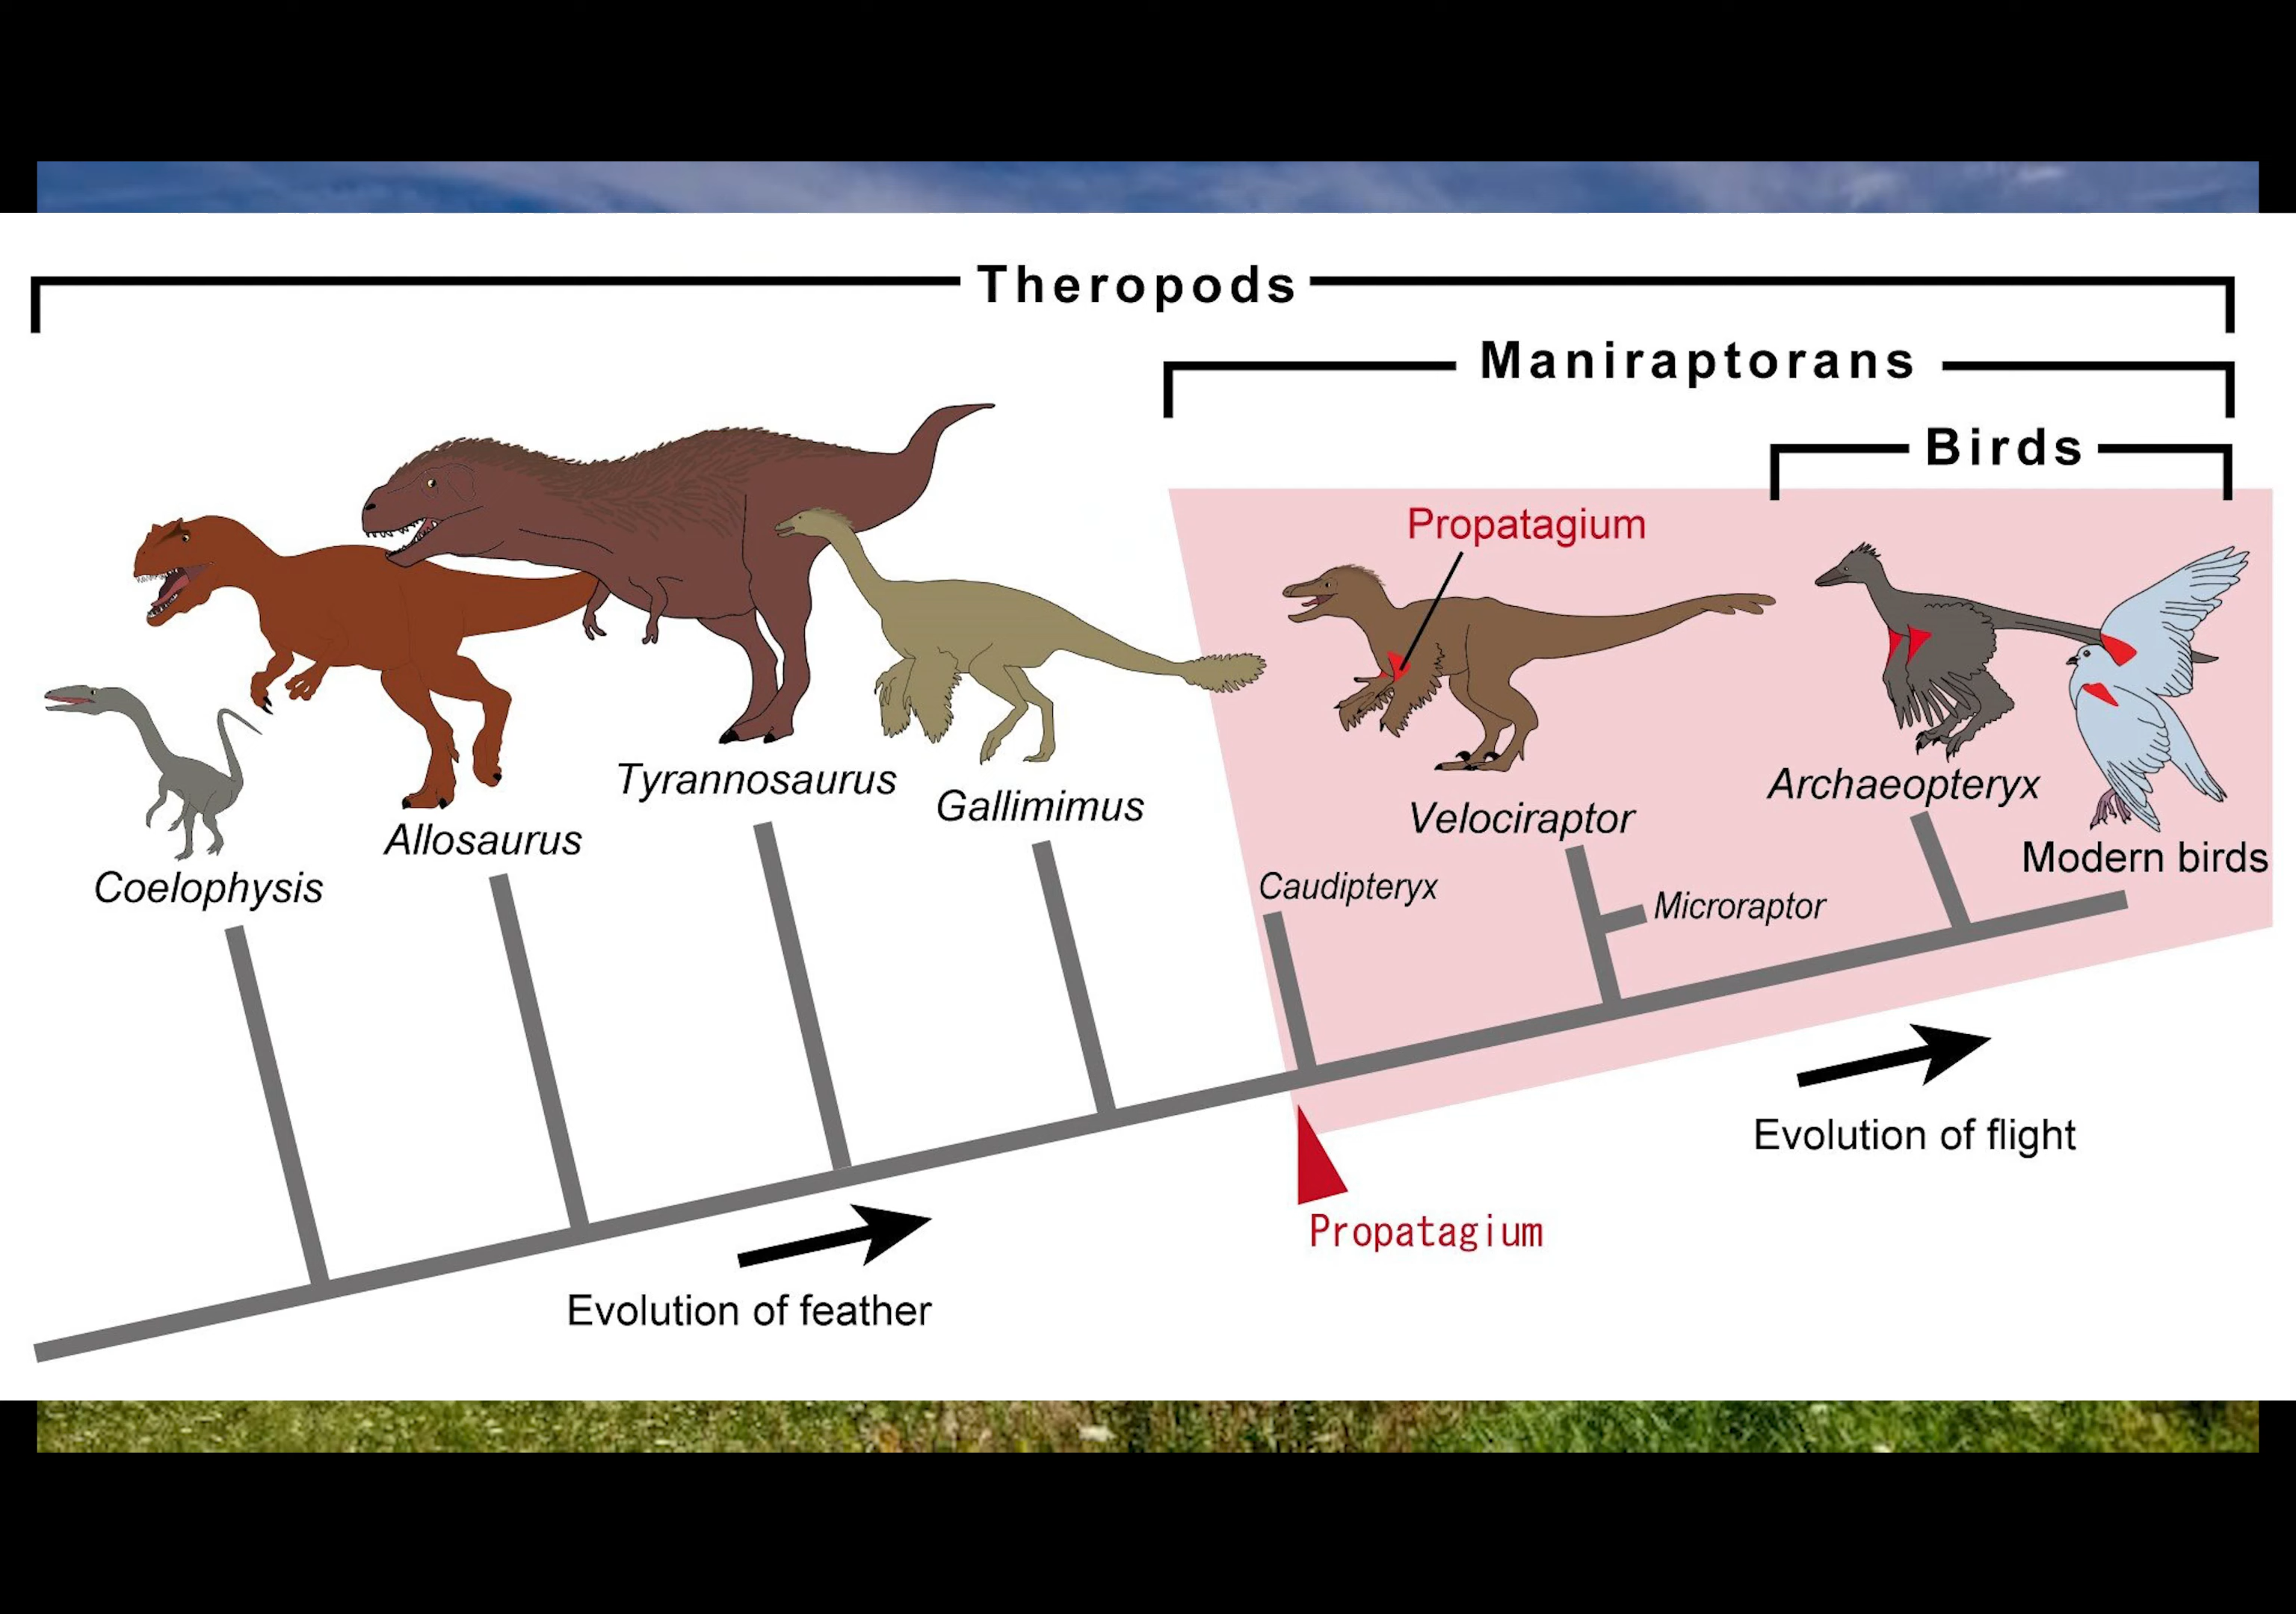 Theropods
Maniraptorans
Birds
Propatagium
Tyrannosaurus
Gallimimus
Archaeopteryx
Velociraptor
Allosaurus
Modern birds
Coelophysis
Caudipteryx
Microraptor
Evolution of flight
Propatagium
Evolution of feather